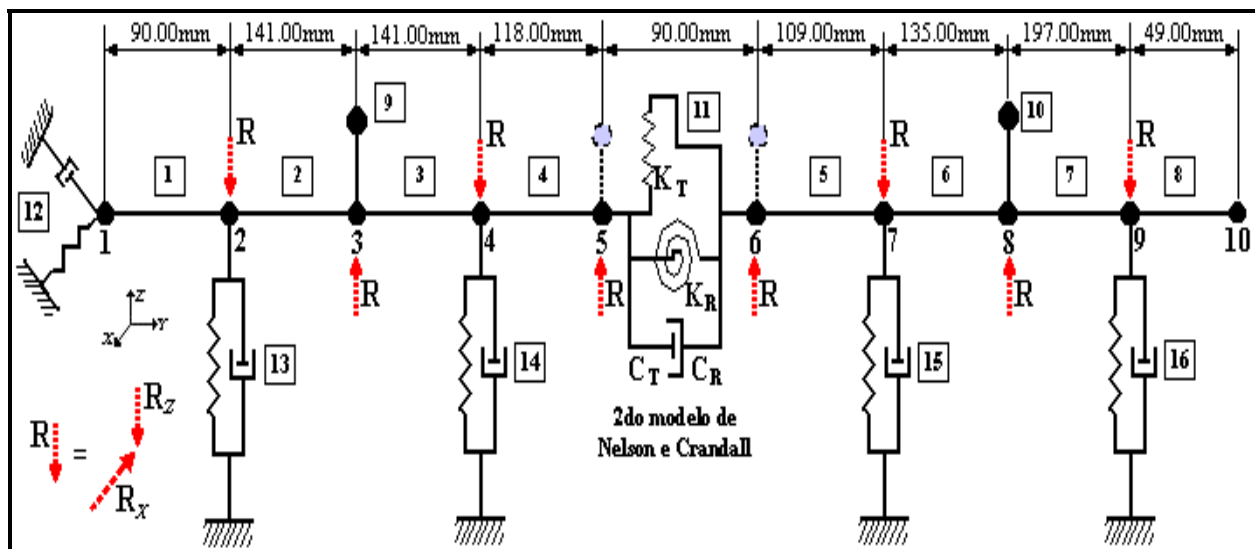 90.00mm 141.00mm 141.00mm 118.00mm 90.00mm 109.00mm 135.00mm 197.00mm 49.00mm
9 11 10
R R R R
12 1 2 3 4 K_T 5 6 7 8
1 2 3 4 5 6 7 8 9 10
R R K_R R R
Z
X Y
13 14 C_T C_R 15 16
R_Z
R =
R_X
2do modelo de
Nelson e Crandall